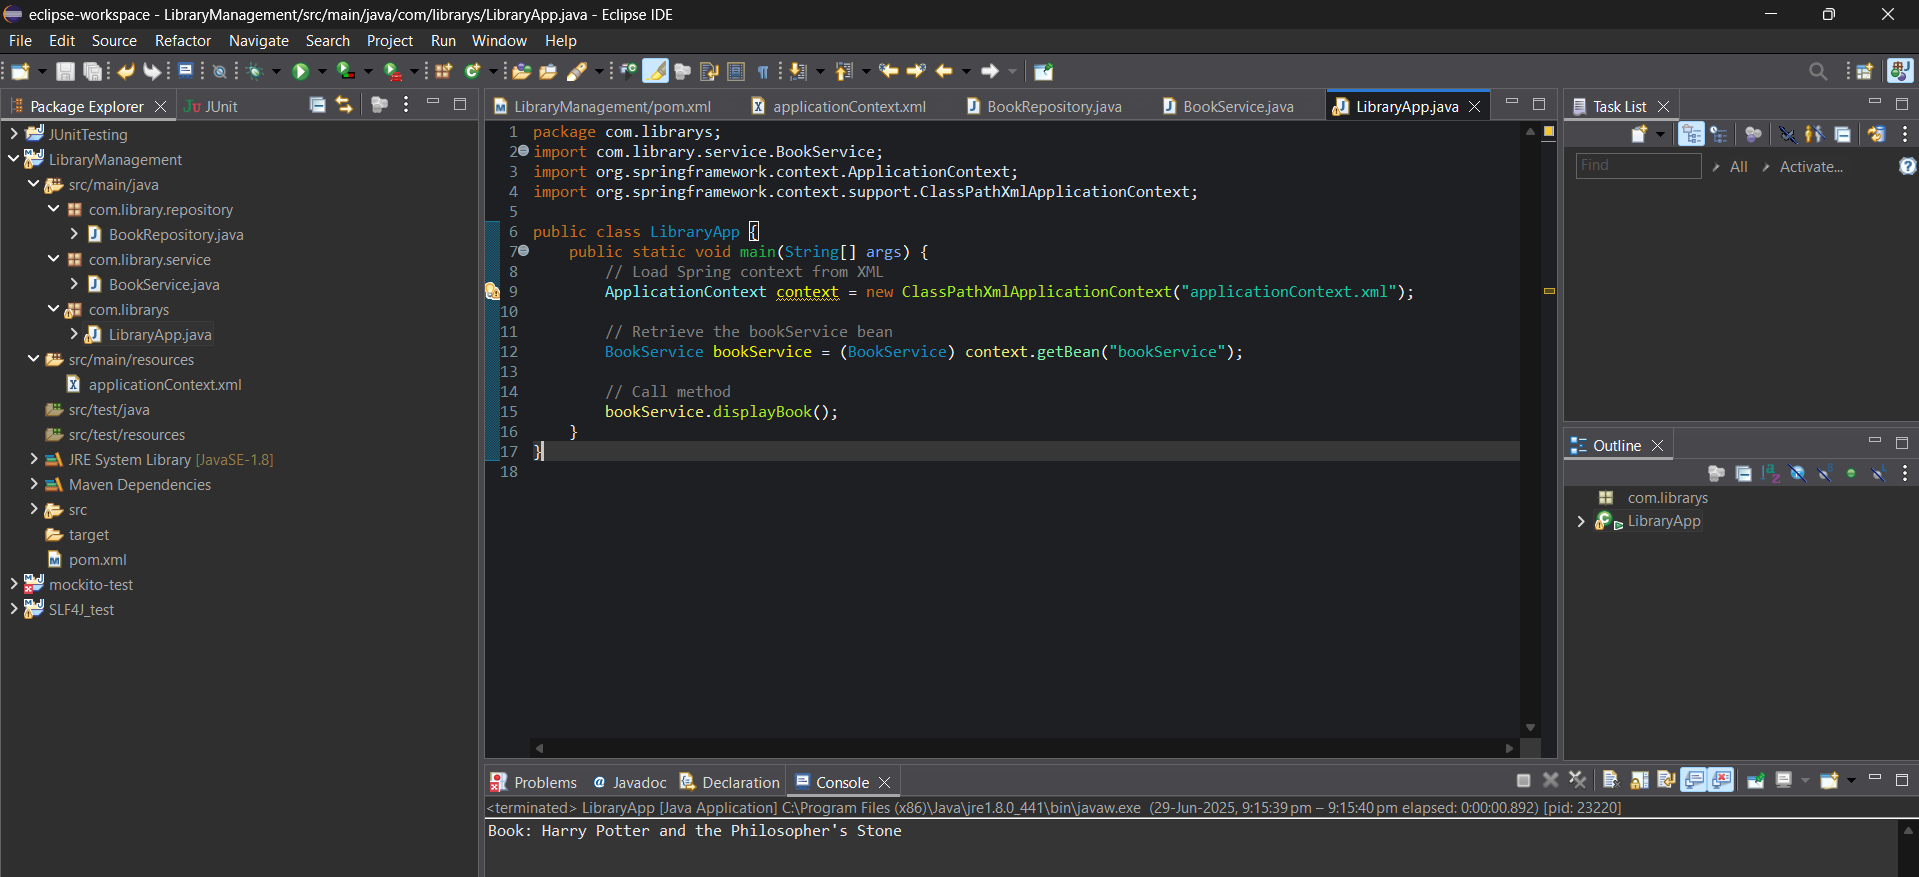 eclipse-workspace - LibraryManagement/src/main/java/com/librarys/LibraryApp.java - Eclipse IDE
File Edit Source Refactor Navigate Search Project Run Window Help
Package Explorer
JUnit
JUnitTesting
LibraryManagement
src/main/java
com.library.repository
BookRepository.java
com.library.service
BookService.java
com.librarys
LibraryApp.java
src/main/resources
applicationContext.xml
src/test/java
src/test/resources
JRE System Library [JavaSE-1.8]
Maven Dependencies
src
target
pom.xml
mockito-test
SLF4J_test
LibraryManagement/pom.xml applicationContext.xml BookRepository.java BookService.java LibraryApp.java
1 package com.librarys;
2 import com.library.service.BookService;
3 import org.springframework.context.ApplicationContext;
4 import org.springframework.context.support.ClassPathXmlApplicationContext;
5
6 public class LibraryApp {
7 public static void main(String[] args) {
8 // Load Spring context from XML
9 ApplicationContext context = new ClassPathXmlApplicationContext("applicationContext.xml");
10
11 // Retrieve the bookService bean
12 BookService bookService = (BookService) context.getBean("bookService");
13
14 // Call method
15 bookService.displayBook();
16 }
17 }
18
Task List
Find All Activate...
Outline
com.librarys
LibraryApp
Problems @ Javadoc Declaration Console
<terminated> LibraryApp [Java Application] C:\Program Files (x86)\Java\jre1.8.0_441\bin\javaw.exe (29-Jun-2025, 9:15:39 pm – 9:15:40 pm elapsed: 0:00:00.892) [pid: 23220]
Book: Harry Potter and the Philosopher's Stone